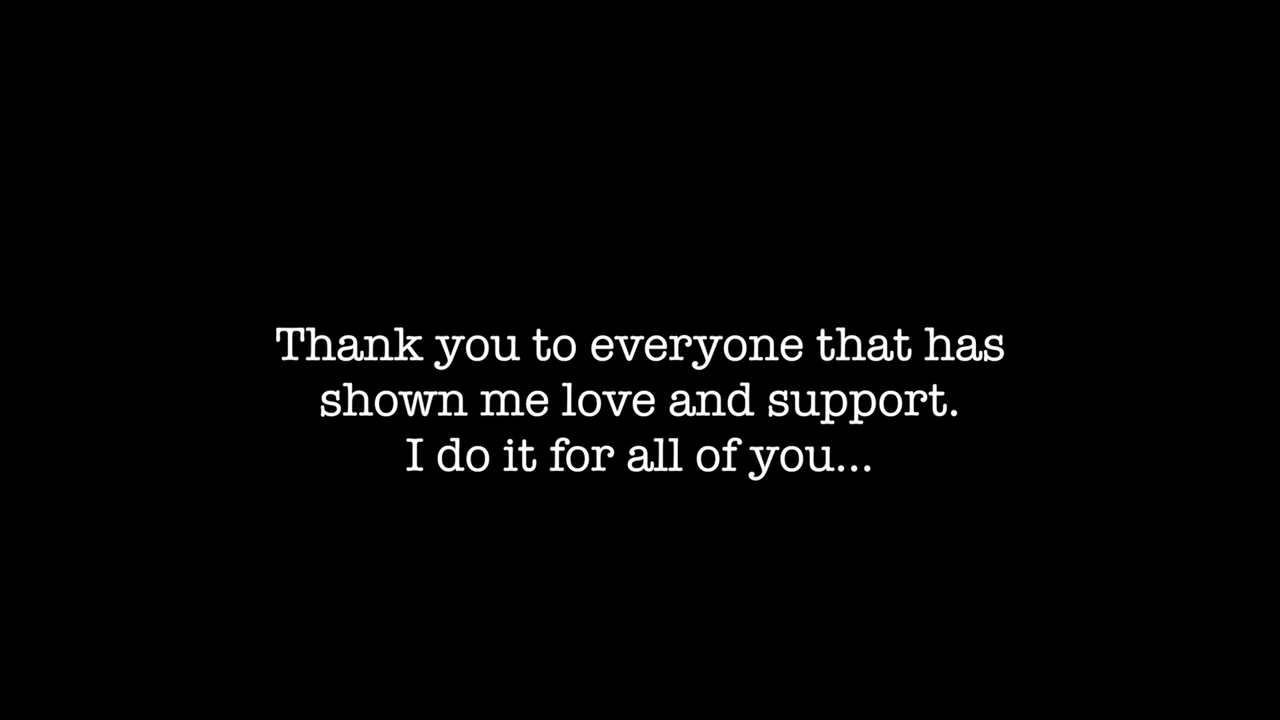 Thank you to everyone that has
shown me love and support.
I do it for all of you...